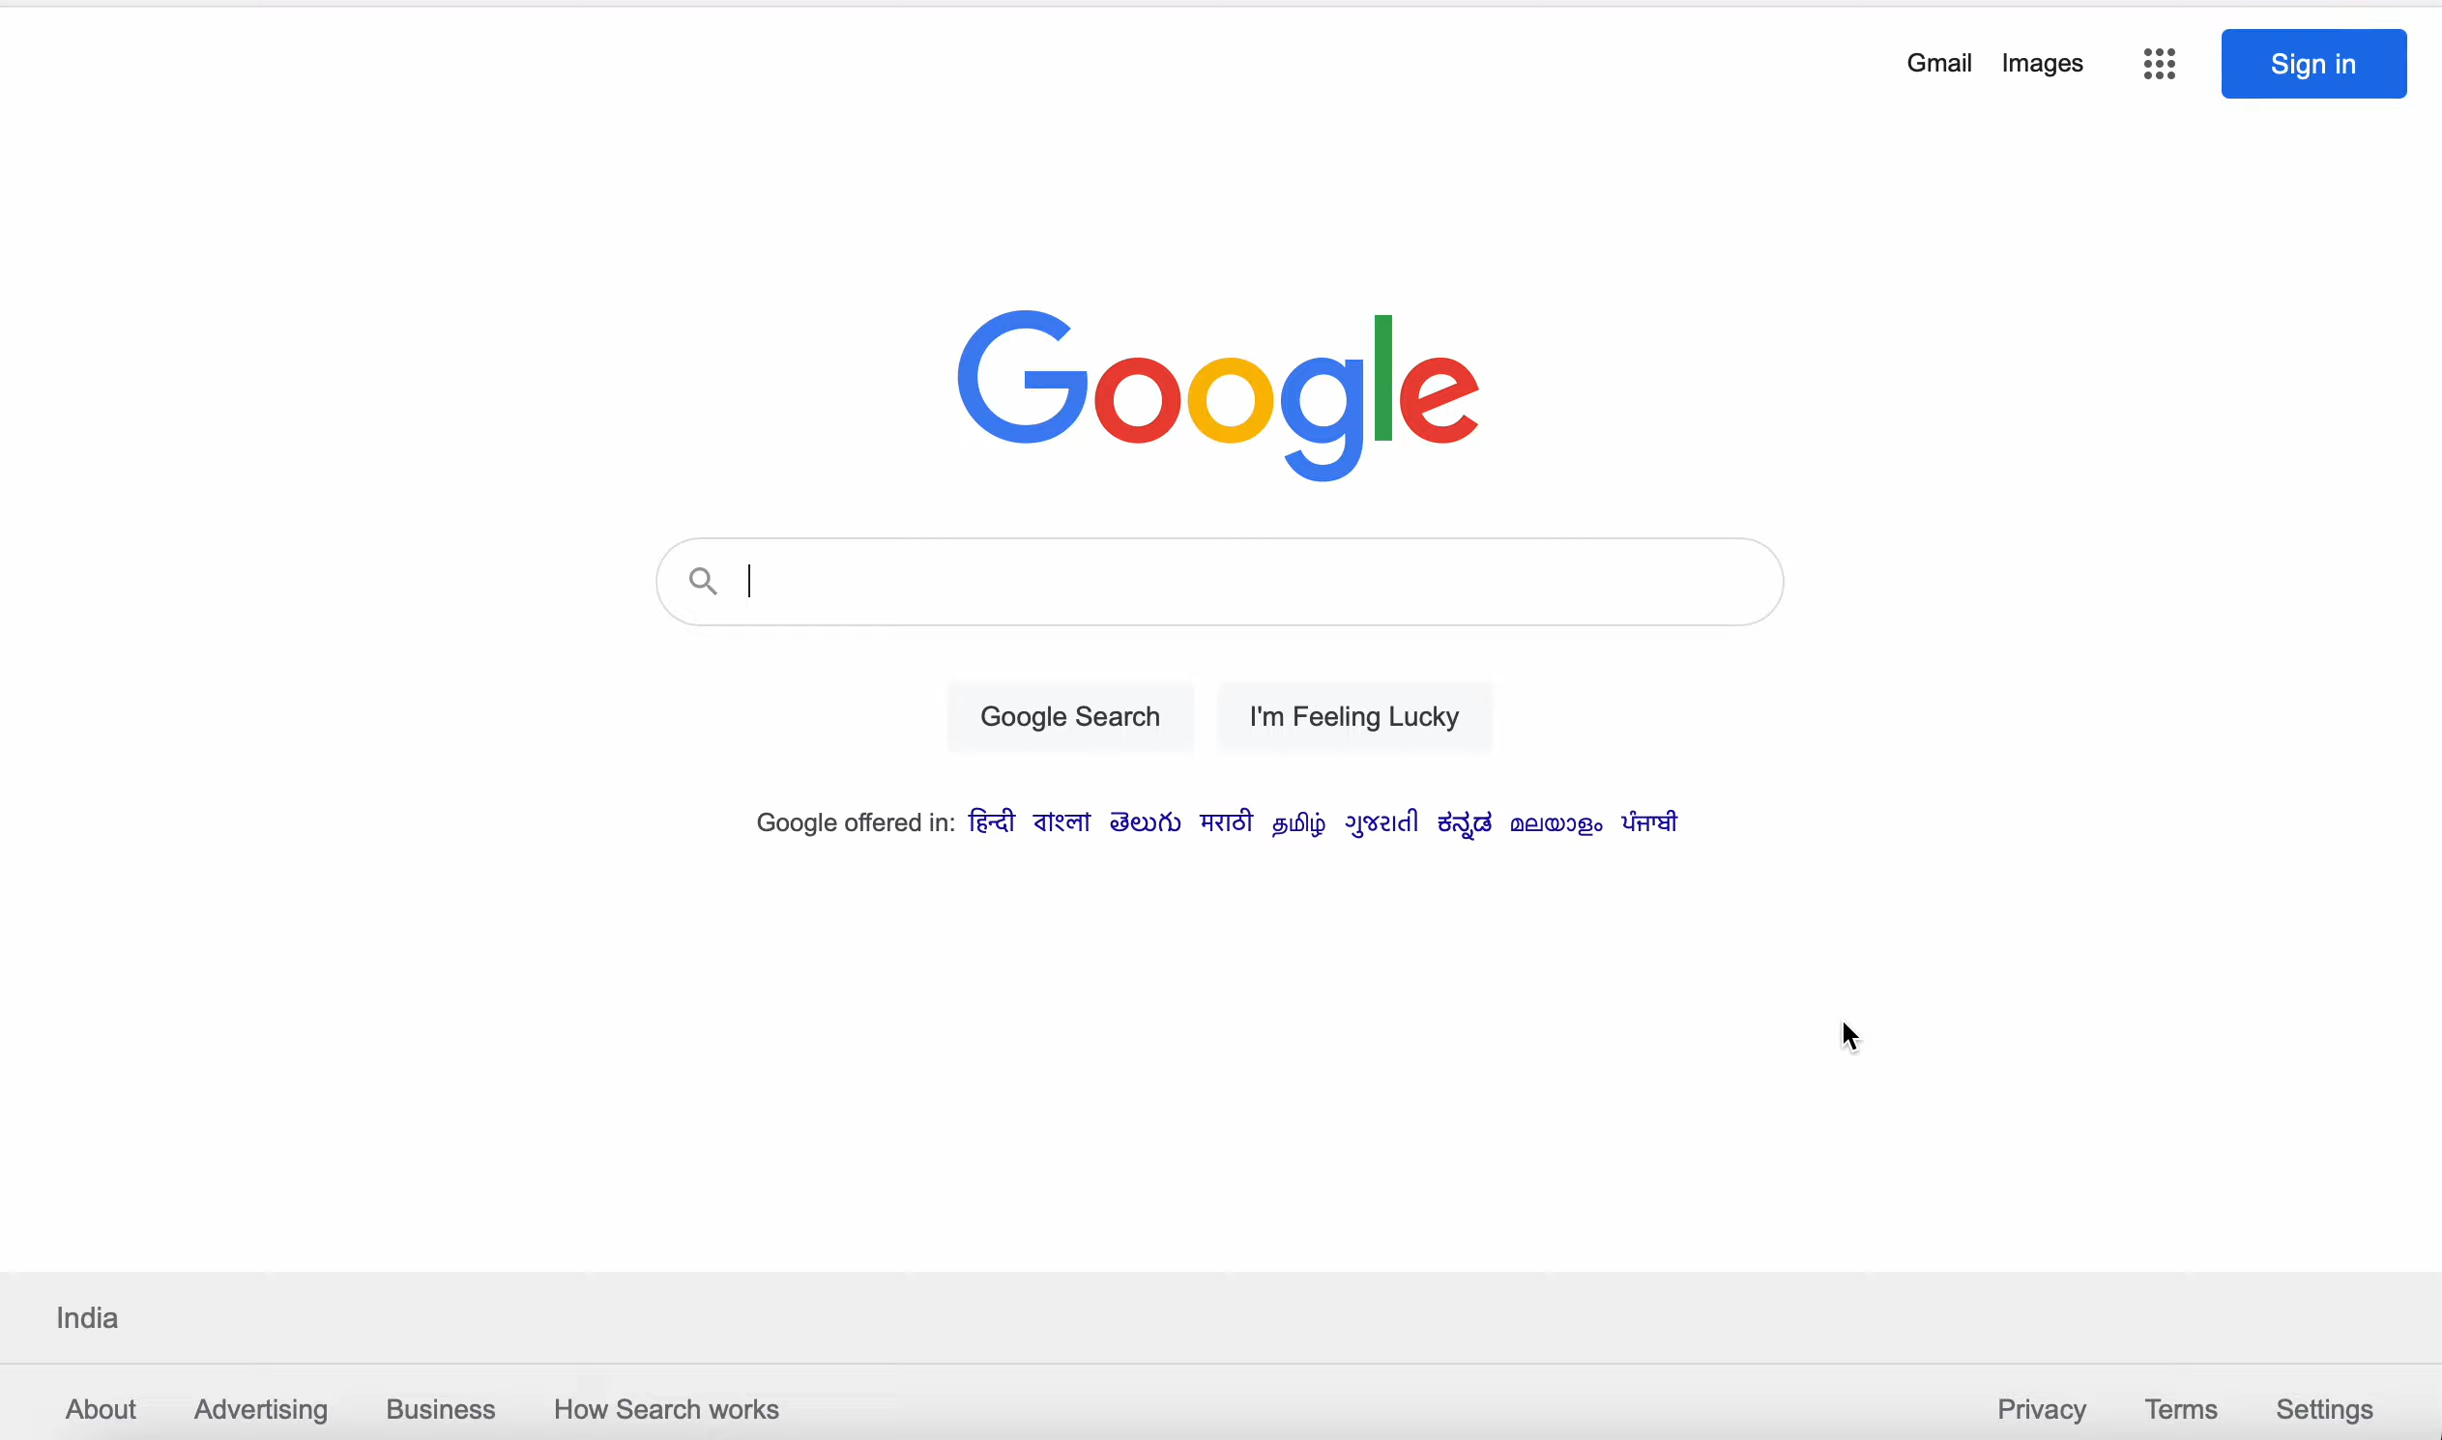 Gmail Images Sign in
Google
Google Search I'm Feeling Lucky
Google offered in: हिन्दी বাংলা తెలుగు मराठी தமிழ் ગુજરાતી ಕನ್ನಡ മലയാളം ਪੰਜਾਬੀ
India
About Advertising Business How Search works Privacy Terms Settings